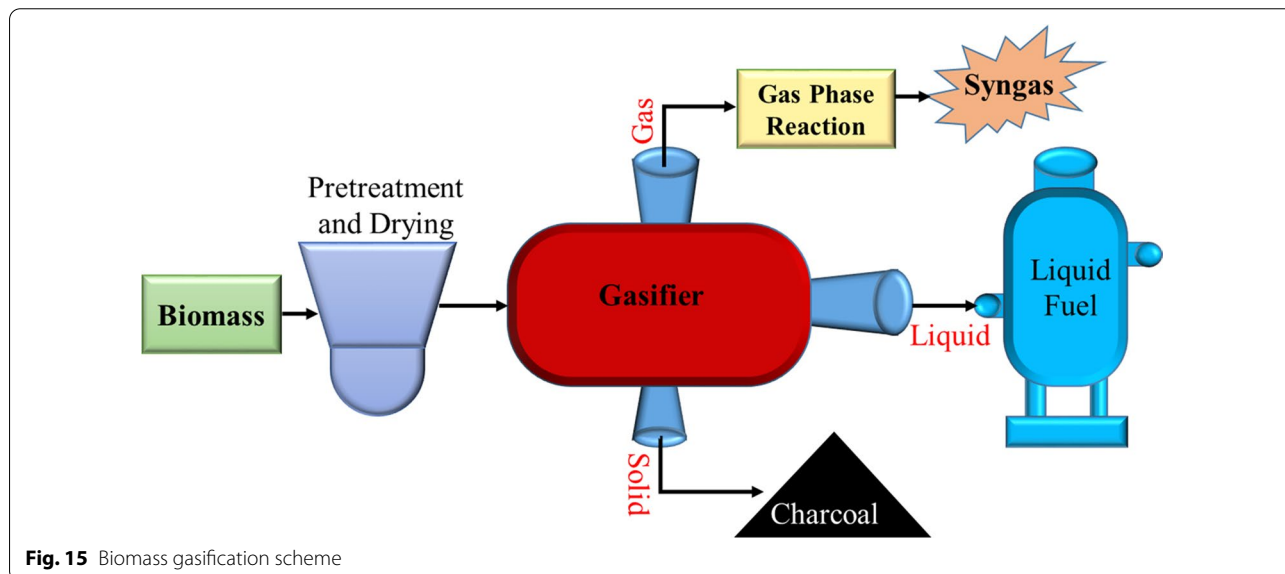 Biomass
Pretreatment
and Drying
Gasifier
Gas
Gas Phase
Reaction
Syngas
Liquid
Liquid
Fuel
Solid
Charcoal
Fig. 15 Biomass gasification scheme